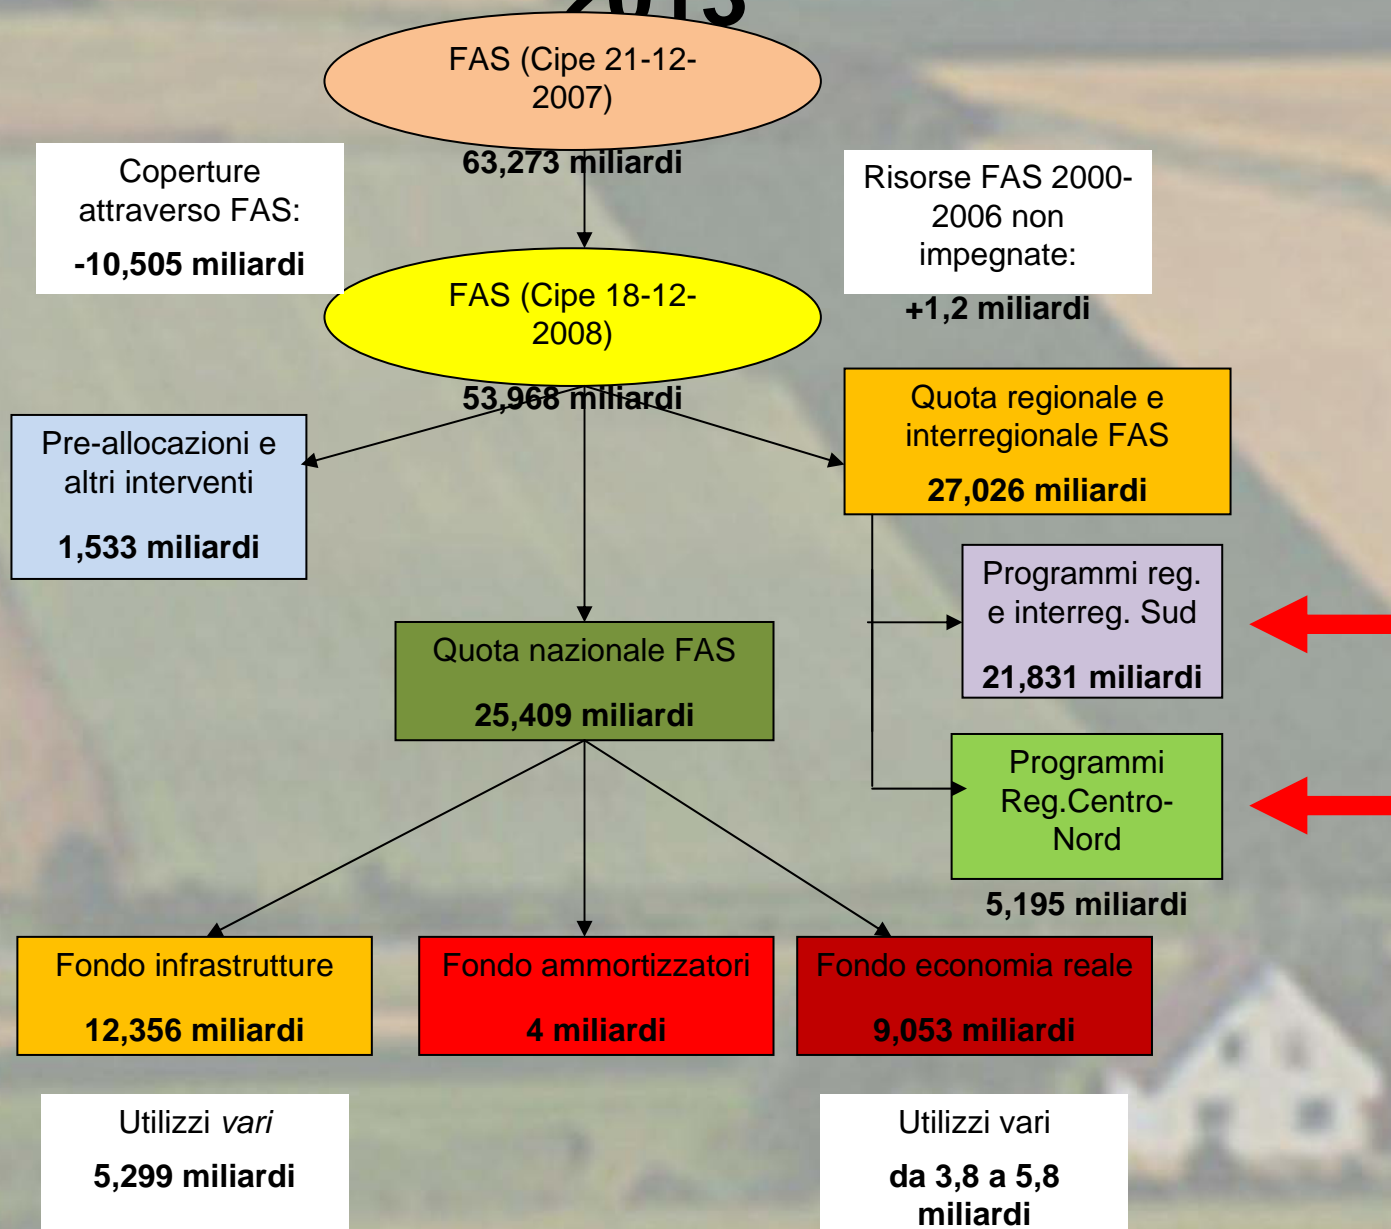 2013
FAS (Cipe 21-12-
2007)
63,273 miliardi
Coperture
attraverso FAS:
-10,505 miliardi
Risorse FAS 2000-
2006 non
impegnate:
+1,2 miliardi
FAS (Cipe 18-12-
2008)
53,968 miliardi
Pre-allocazioni e
altri interventi
1,533 miliardi
Quota regionale e
interregionale FAS
27,026 miliardi
Programmi reg.
e interreg. Sud
21,831 miliardi
Quota nazionale FAS
25,409 miliardi
Programmi
Reg.Centro-
Nord
5,195 miliardi
Fondo infrastrutture
12,356 miliardi
Fondo ammortizzatori
4 miliardi
Fondo economia reale
9,053 miliardi
Utilizzi vari
5,299 miliardi
Utilizzi vari
da 3,8 a 5,8
miliardi